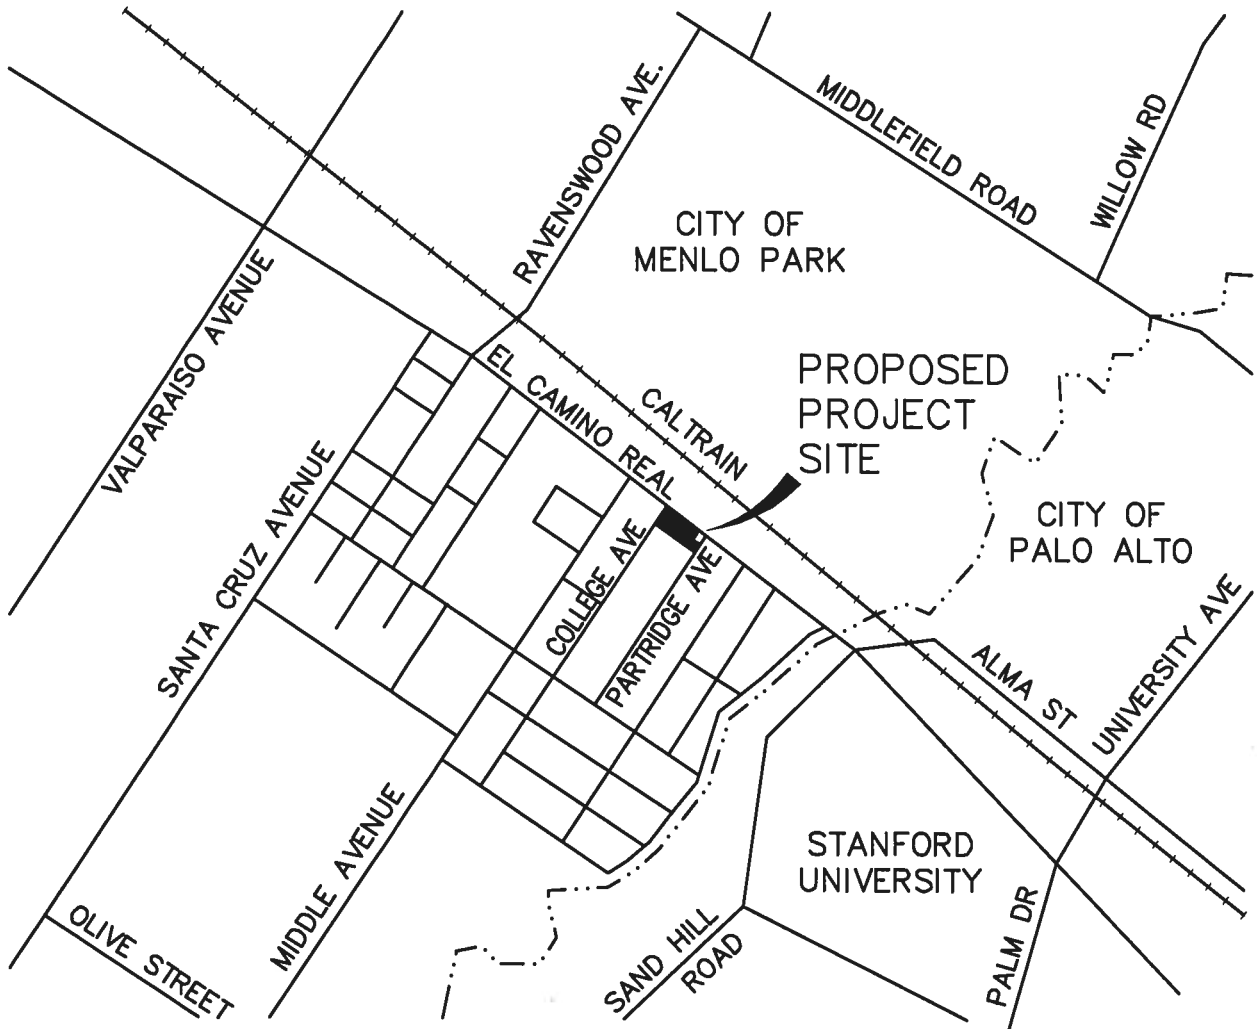 MIDDLEFIELD ROAD
WILLOW RD
RAVENSWOOD AVE.
CITY OF
MENLO PARK
VALPARAISO AVENUE
EL CAMINO REAL
CALTRAIN
PROPOSED
PROJECT
SITE
SANTA CRUZ AVENUE
COLLEGE AVE
PARTRIDGE AVE
CITY OF
PALO ALTO
UNIVERSITY AVE
ALMA ST
MIDDLE AVENUE
STANFORD
UNIVERSITY
OLIVE STREET
SAND HILL
ROAD
PALM DR